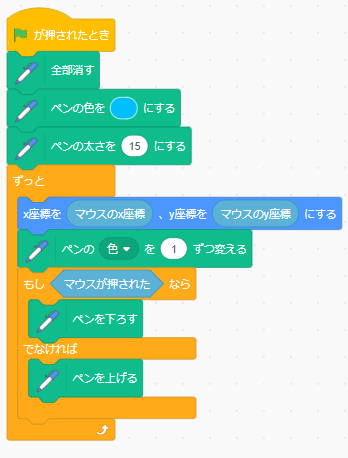 が押されたとき
全部消す
ペンの色を にする
ペンの太さを 15 にする
ずっと
x座標を マウスのx座標 、y座標を マウスのy座標 にする
ペンの 色 を 1 ずつ変える
もし マウスが押された なら
ペンを下ろす
でなければ
ペンを上げる